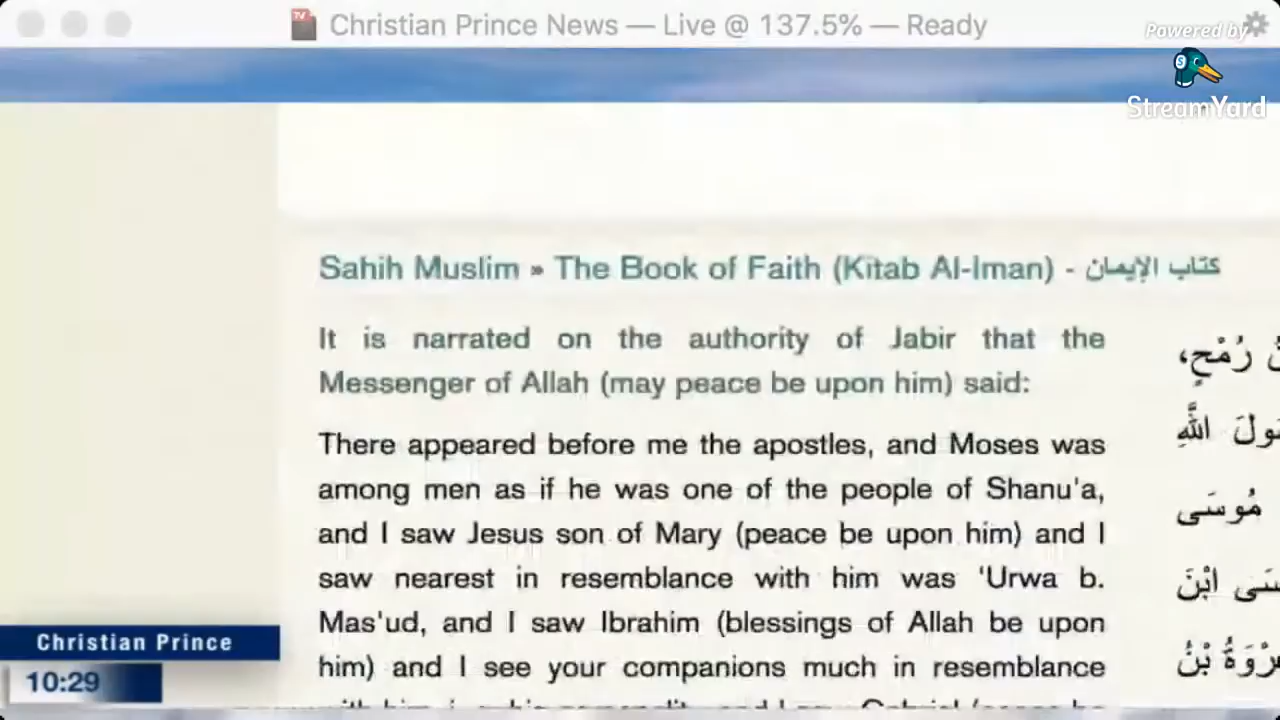 Christian Prince News — Live @ 137.5% — Ready
Powered by
StreamYard
Sahih Muslim » The Book of Faith (Kitab Al-Iman) - كتاب الإيمان
It is narrated on the authority of Jabir that the
Messenger of Allah (may peace be upon him) said:
There appeared before me the apostles, and Moses was
among men as if he was one of the people of Shanu'a,
and I saw Jesus son of Mary (peace be upon him) and I
saw nearest in resemblance with him was 'Urwa b.
Mas'ud, and I saw Ibrahim (blessings of Allah be upon
him) and I see your companions much in resemblance
رُمْحٍ،
اللَّهِ
مُوسَى
ابْنَ
بْنُ
Christian Prince
10:29